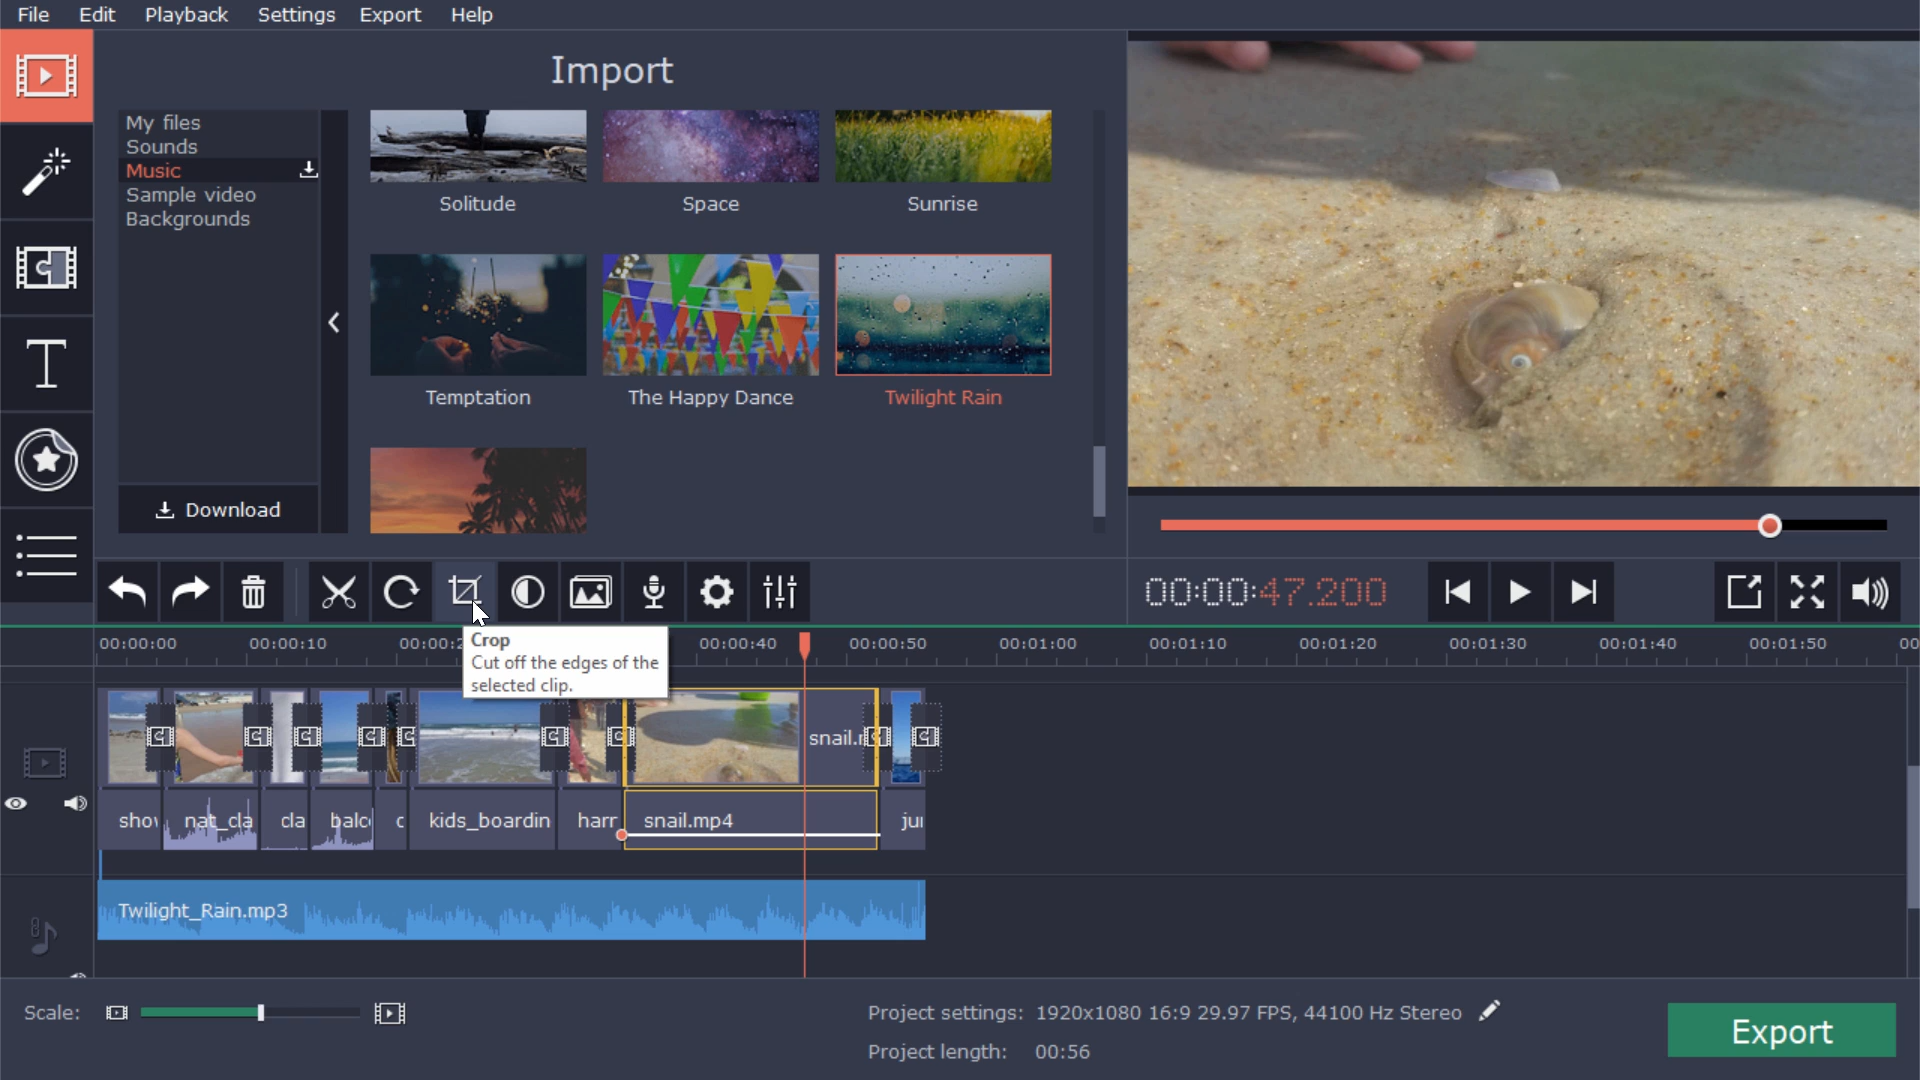 File Edit Playback Settings Export Help
Import
My files
Sounds
Music
Sample video
Backgrounds
Download
Solitude Space Sunrise
Temptation The Happy Dance Twilight Rain
00:00:47.200
Crop
Cut off the edges of the
selected clip.
00:00:00 00:00:10 00:00:2 00:00:40 00:00:50 00:01:00 00:01:10 00:01:20 00:01:30 00:01:40 00:01:50 00
snail.
nat_cla cla balc c kids_boardin harr snail.mp4
Twilight_Rain.mp3
Scale:
Project settings: 1920x1080 16:9 29.97 FPS, 44100 Hz Stereo
Project length: 00:56
Export